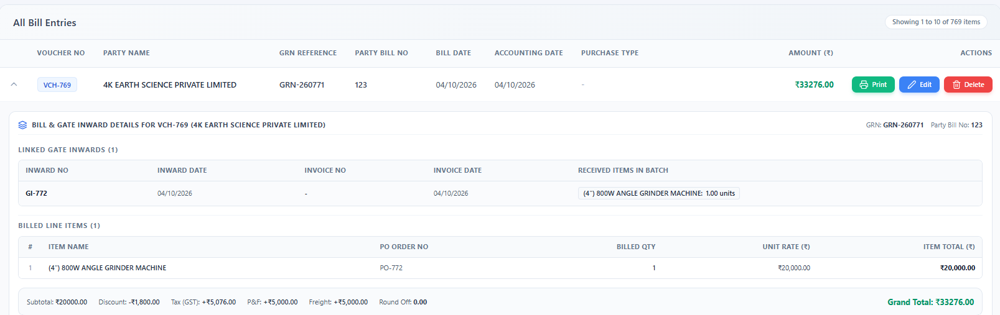 All Bill Entries
Showing 1 to 10 of 769 items
VOUCHER NO PARTY NAME GRN REFERENCE PARTY BILL NO BILL DATE ACCOUNTING DATE PURCHASE TYPE AMOUNT (₹) ACTIONS
VCH-769 4K EARTH SCIENCE PRIVATE LIMITED GRN-260771 123 04/10/2026 04/10/2026 - ₹33276.00 Print Edit Delete
BILL & GATE INWARD DETAILS FOR VCH-769 (4K EARTH SCIENCE PRIVATE LIMITED) GRN: GRN-260771 Party Bill No: 123
LINKED GATE INWARDS (1)
INWARD NO INWARD DATE INVOICE NO INVOICE DATE RECEIVED ITEMS IN BATCH
GI-772 04/10/2026 - 04/10/2026 (4") 800W ANGLE GRINDER MACHINE: 1.00 units
BILLED LINE ITEMS (1)
# ITEM NAME PO ORDER NO BILLED QTY UNIT RATE (₹) ITEM TOTAL (₹)
1 (4") 800W ANGLE GRINDER MACHINE PO-772 1 ₹20,000.00 ₹20,000.00
Subtotal: ₹20000.00 Discount: -₹1,800.00 Tax (GST): +₹5,076.00 P&F: +₹5,000.00 Freight: +₹5,000.00 Round Off: 0.00 Grand Total: ₹33276.00